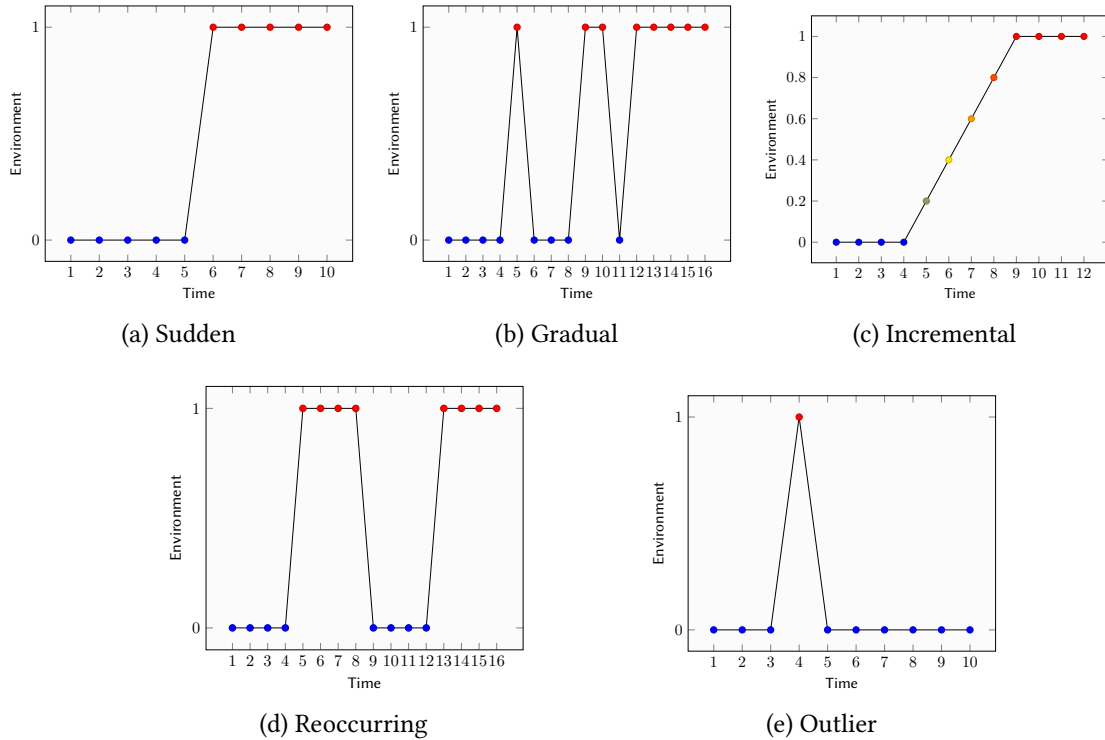 1
0
Environment
1 2 3 4 5 6 7 8 9 10
Time
(a) Sudden
1
0
Environment
1 2 3 4 5 6 7 8 9 10 11 12 13 14 15 16
Time
(b) Gradual
1
0.8
0.6
0.4
0.2
0
Environment
1 2 3 4 5 6 7 8 9 10 11 12
Time
(c) Incremental
1
0
Environment
1 2 3 4 5 6 7 8 9 10 11 12 13 14 15 16
Time
(d) Reoccurring
1
0
Environment
1 2 3 4 5 6 7 8 9 10
Time
(e) Outlier